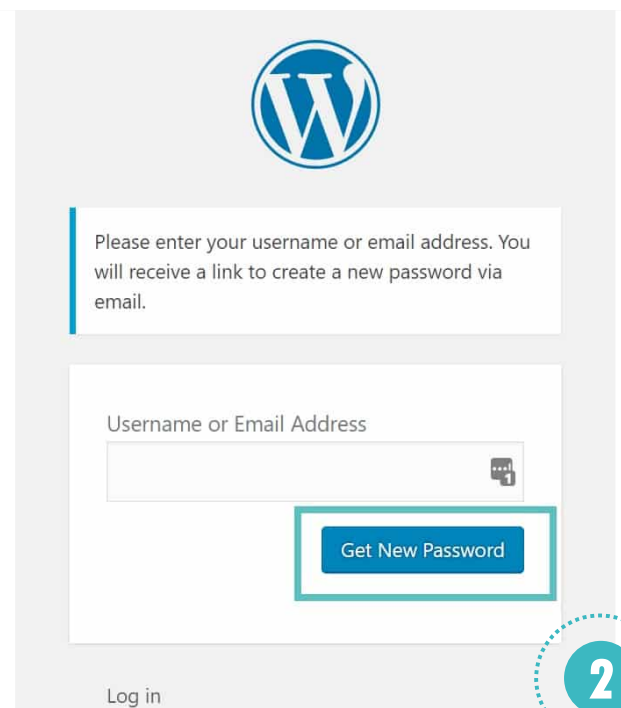 Please enter your username or email address. You
will receive a link to create a new password via
email.
Username or Email Address
1
Get New Password
Log in
2